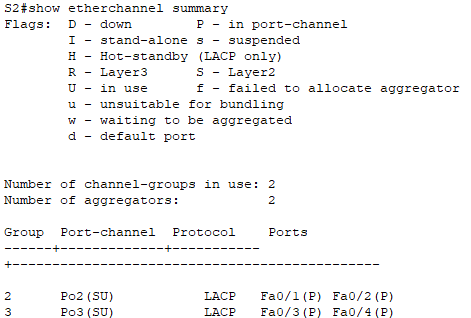 S2#show etherchannel summary
Flags:  D - down        P - in port-channel
        I - stand-alone s - suspended
        H - Hot-standby (LACP only)
        R - Layer3      S - Layer2
        U - in use      f - failed to allocate aggregator
        u - unsuitable for bundling
        w - waiting to be aggregated
        d - default port
Number of channel-groups in use: 2
Number of aggregators:           2
Group  Port-channel  Protocol    Ports
------+-------------+-----------
+---------------------------------------------
2      Po2(SU)           LACP   Fa0/1(P) Fa0/2(P)
3      Po3(SU)           LACP   Fa0/3(P) Fa0/4(P)